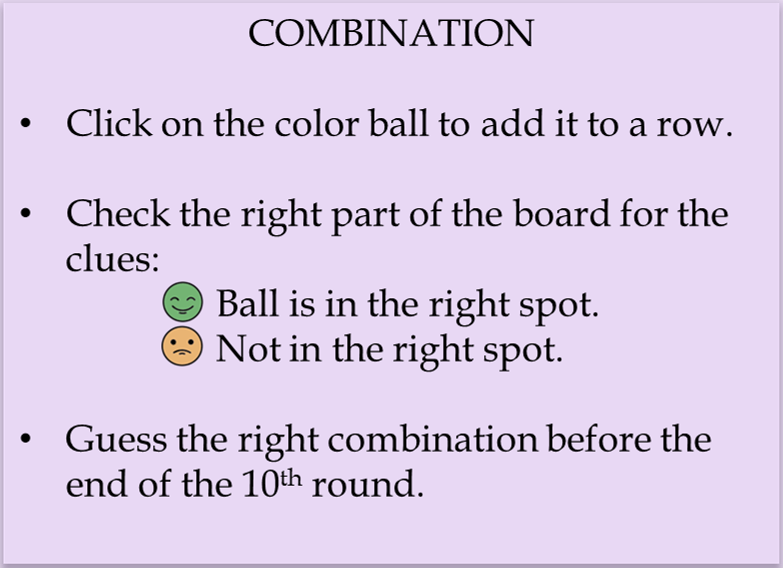 COMBINATION
• Click on the color ball to add it to a row.
• Check the right part of the board for the
clues:
Ball is in the right spot.
Not in the right spot.
• Guess the right combination before the
end of the 10th round.